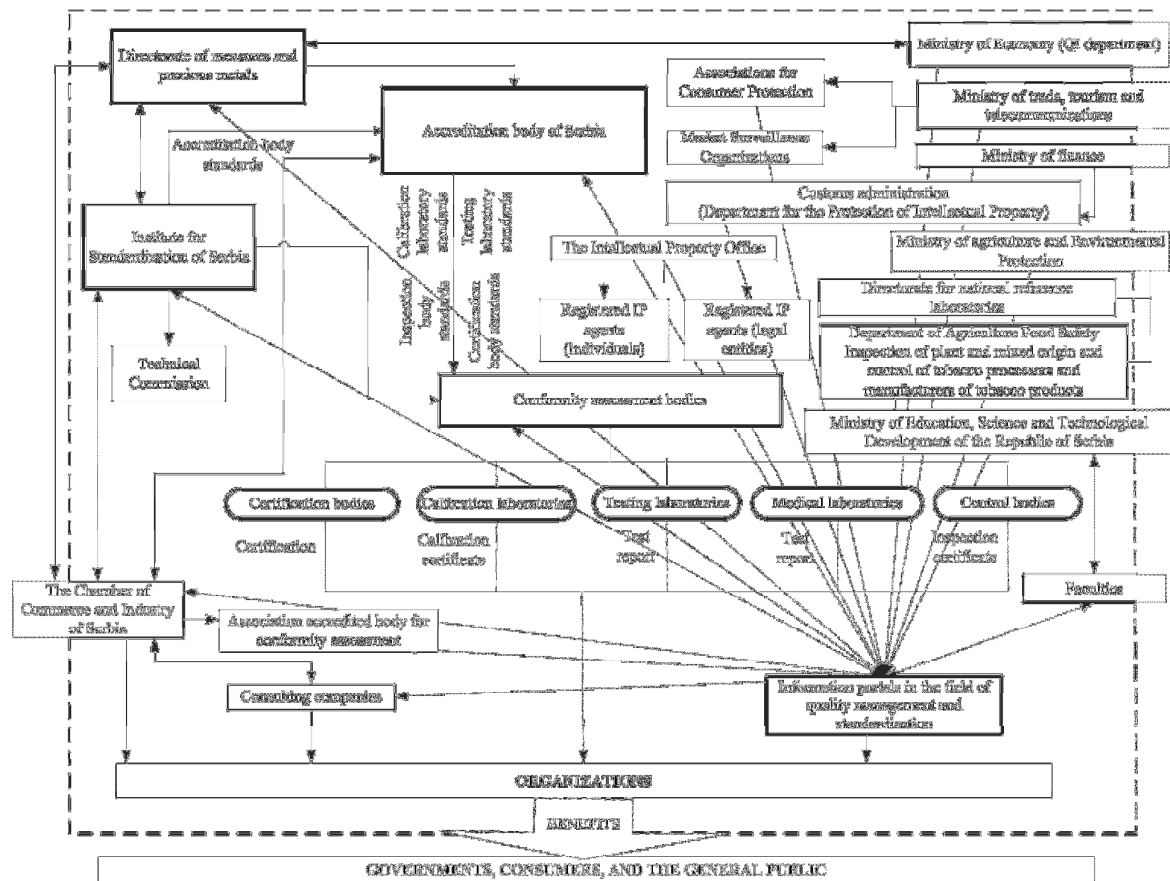 Directorate of measures and
precious metals
Ministry of Economy (QI department)
Associations for
Consumer Protection
Ministry of trade, tourism and
telecommunications
Accreditation body of Serbia
Accreditation body
standards
Market Surveillance
Organizations
Ministry of finance
Customs administration
(Department for the Protection of Intellectual Property)
Institute for
Standardization of Serbia
Calibration
laboratory
standards
Testing
laboratory
standards
The Intellectual Property Office
Ministry of agriculture and Environmental
Protection
Inspection
body
standards
Certification
body standards
Directorate for national reference
laboratories
Registered IP
agents
(individuals)
Registered IP
agents (legal
entities)
Department of Agriculture Food Safety
Inspection of plant and mixed origin and
control of tobacco processes and
manufacturers of tobacco products
Technical
Commission
Conformity assessment bodies
Ministry of Education, Science and Technological
Development of the Republic of Serbia
Certification bodies
Calibration laboratories
Testing laboratories
Medical laboratories
Control bodies
Certification
Calibration
certificate
Test
report
Test
report
Inspection
certificate
The Chamber of
Commerce and Industry
of Serbia
Faculties
Association accredited body for
conformity assessment
Consulting companies
Information portals in the field of
quality management and
standardization
ORGANIZATIONS
BENEFITS
GOVERNMENTS, CONSUMERS, AND THE GENERAL PUBLIC